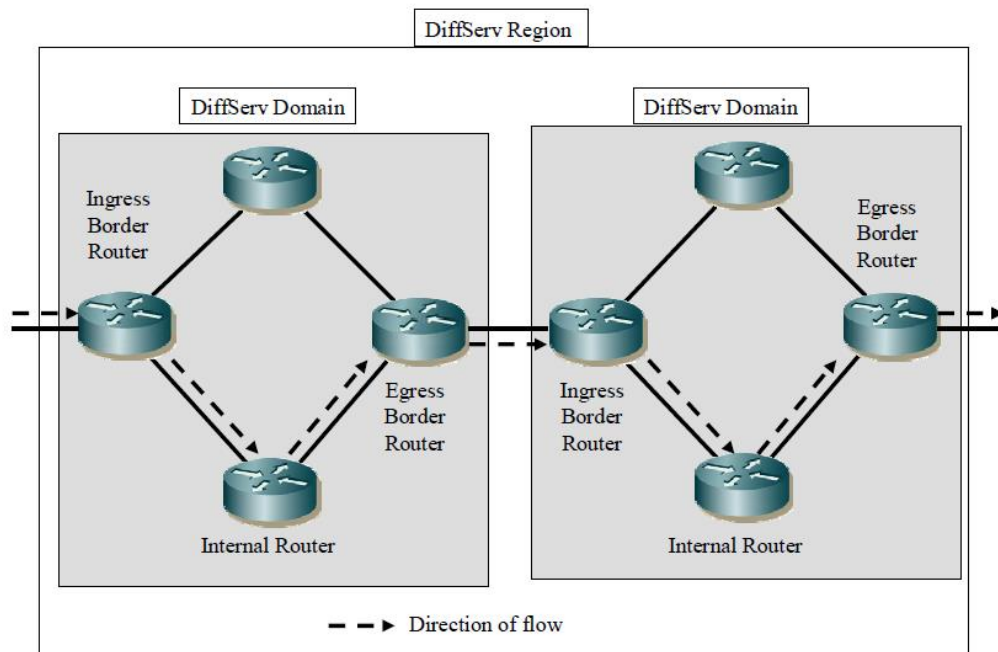 DiffServ Region
DiffServ Domain
DiffServ Domain
Ingress
Border
Router
Egress
Border
Router
Egress
Border
Router
Ingress
Border
Router
Internal Router
Internal Router
Direction of flow